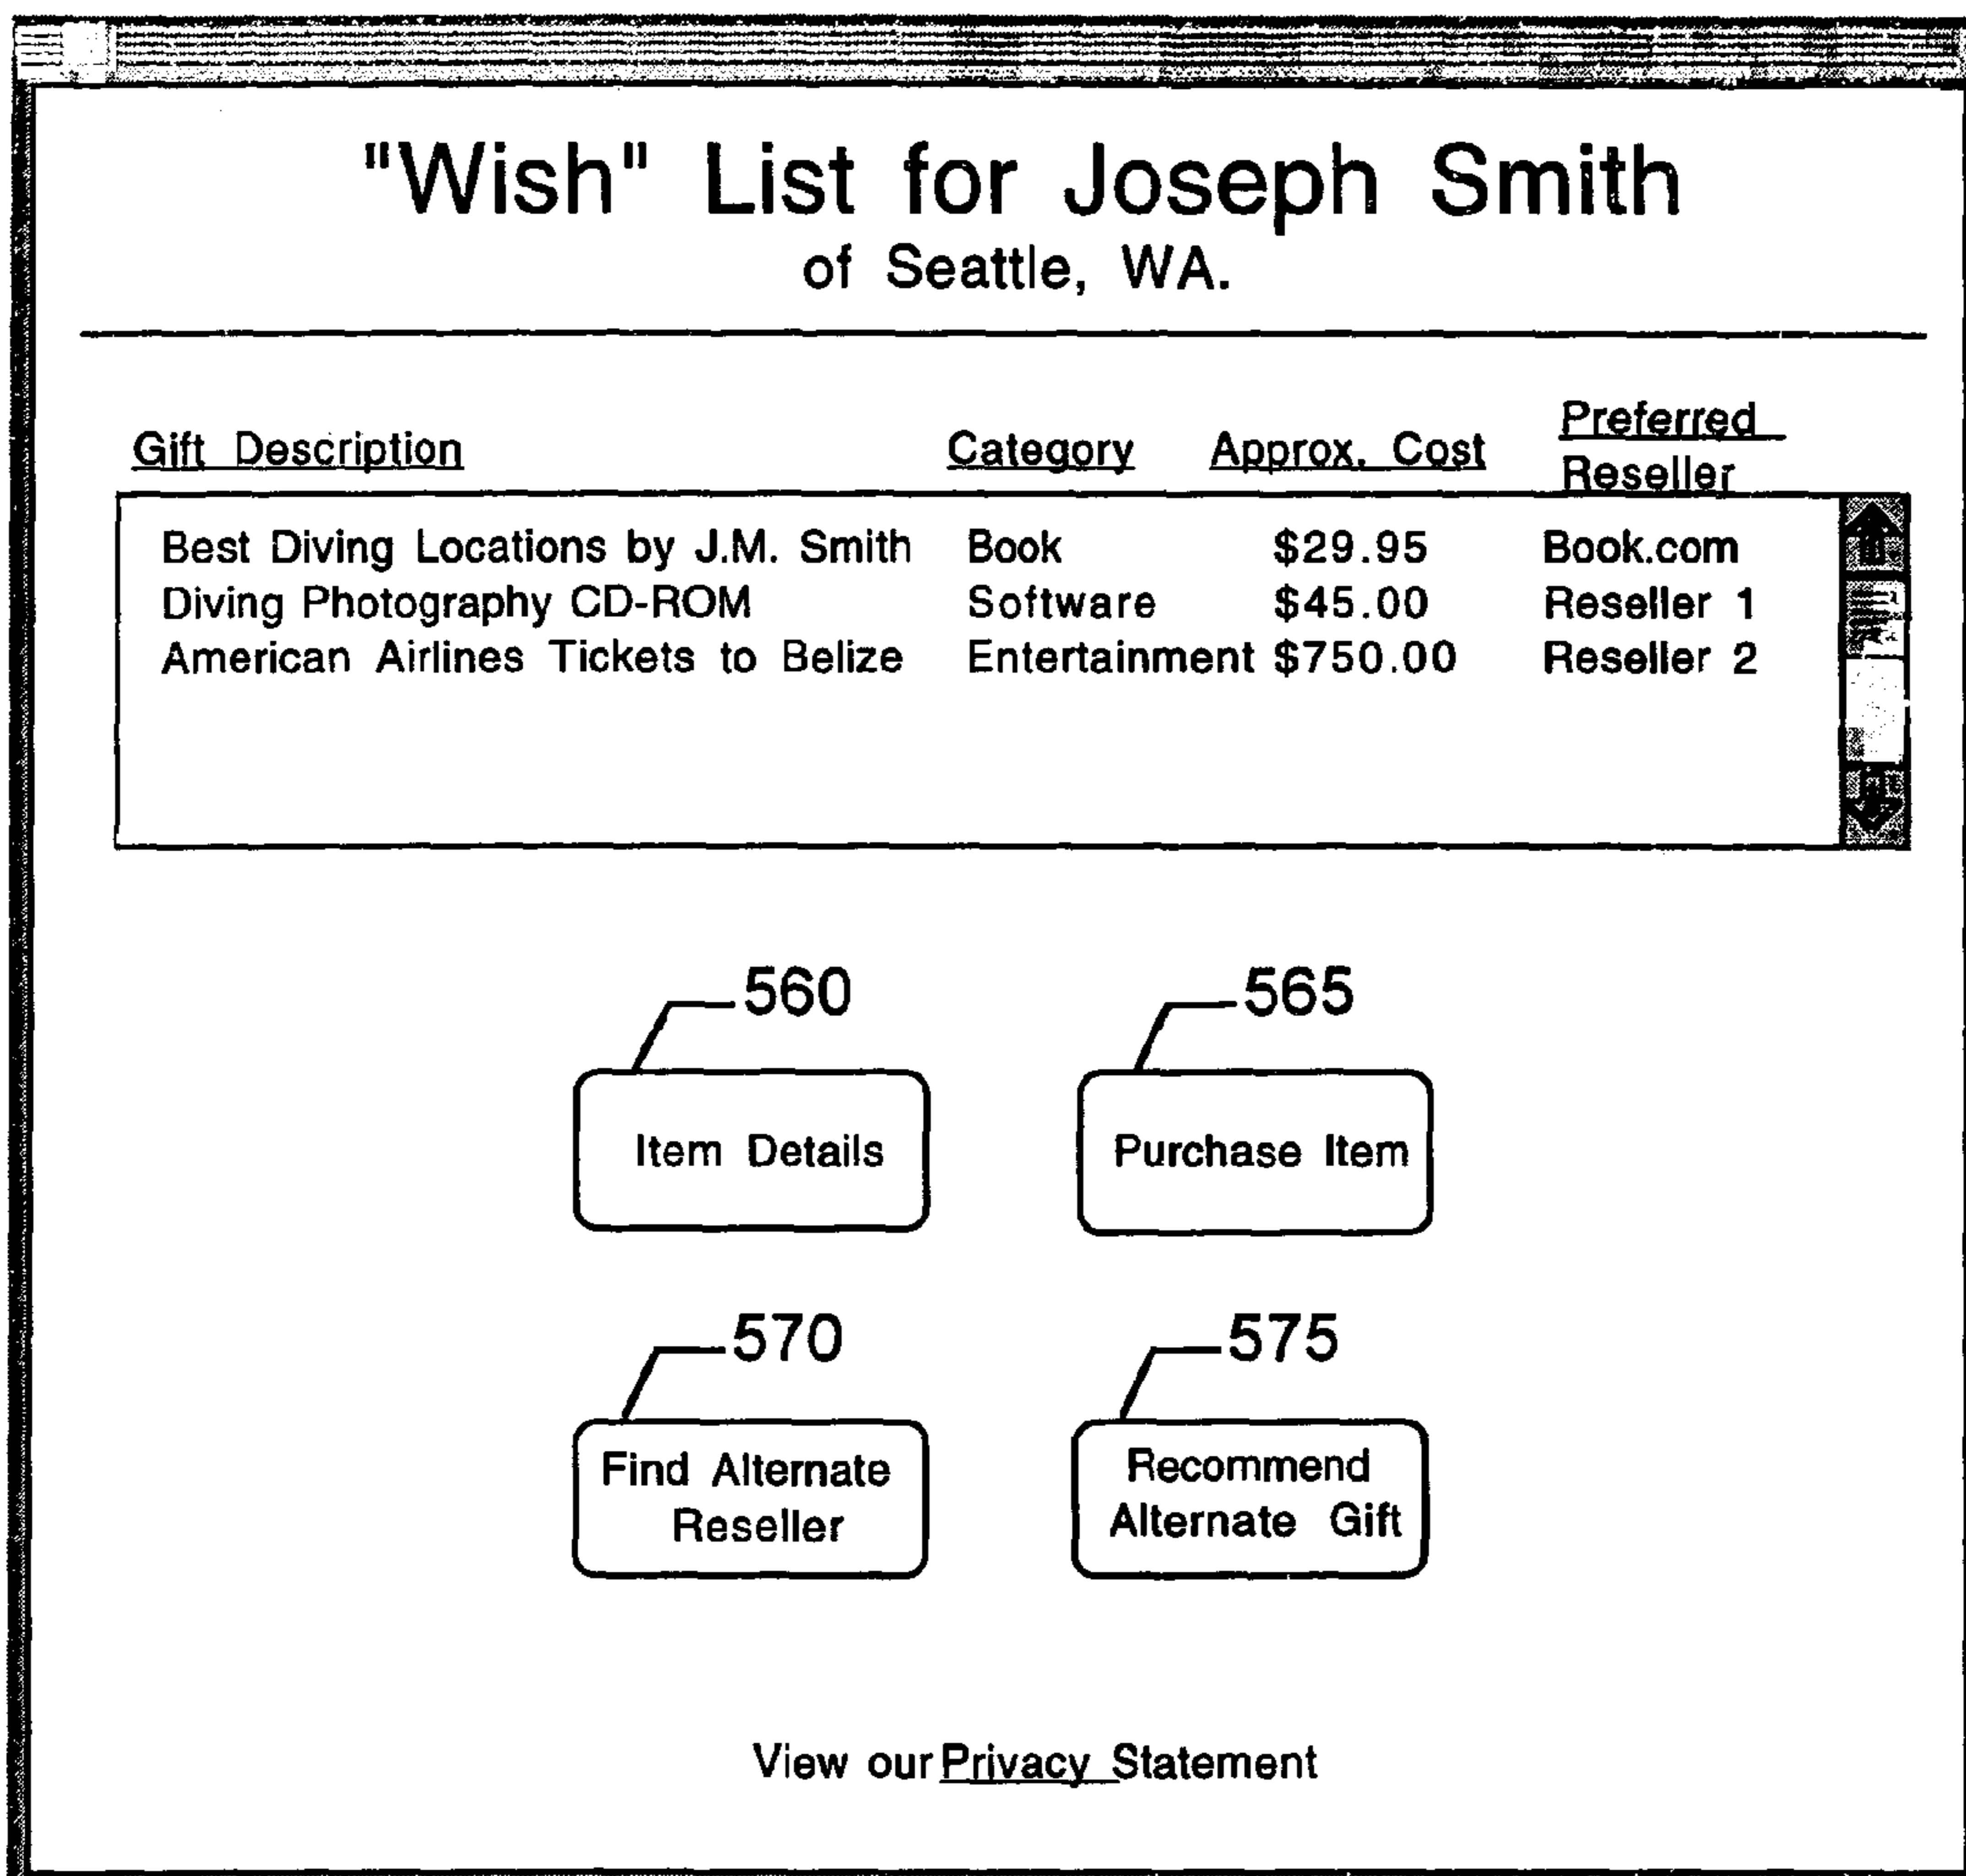 "Wish" List for Joseph Smith
of Seattle, WA.
Gift Description Category Approx. Cost Preferred Reseller
Best Diving Locations by J.M. Smith Book $29.95 Book.com
Diving Photography CD-ROM Software $45.00 Reseller 1
American Airlines Tickets to Belize Entertainment $750.00 Reseller 2
560 565
Item Details Purchase Item
570 575
Find Alternate Recommend
Reseller Alternate Gift
View our Privacy Statement